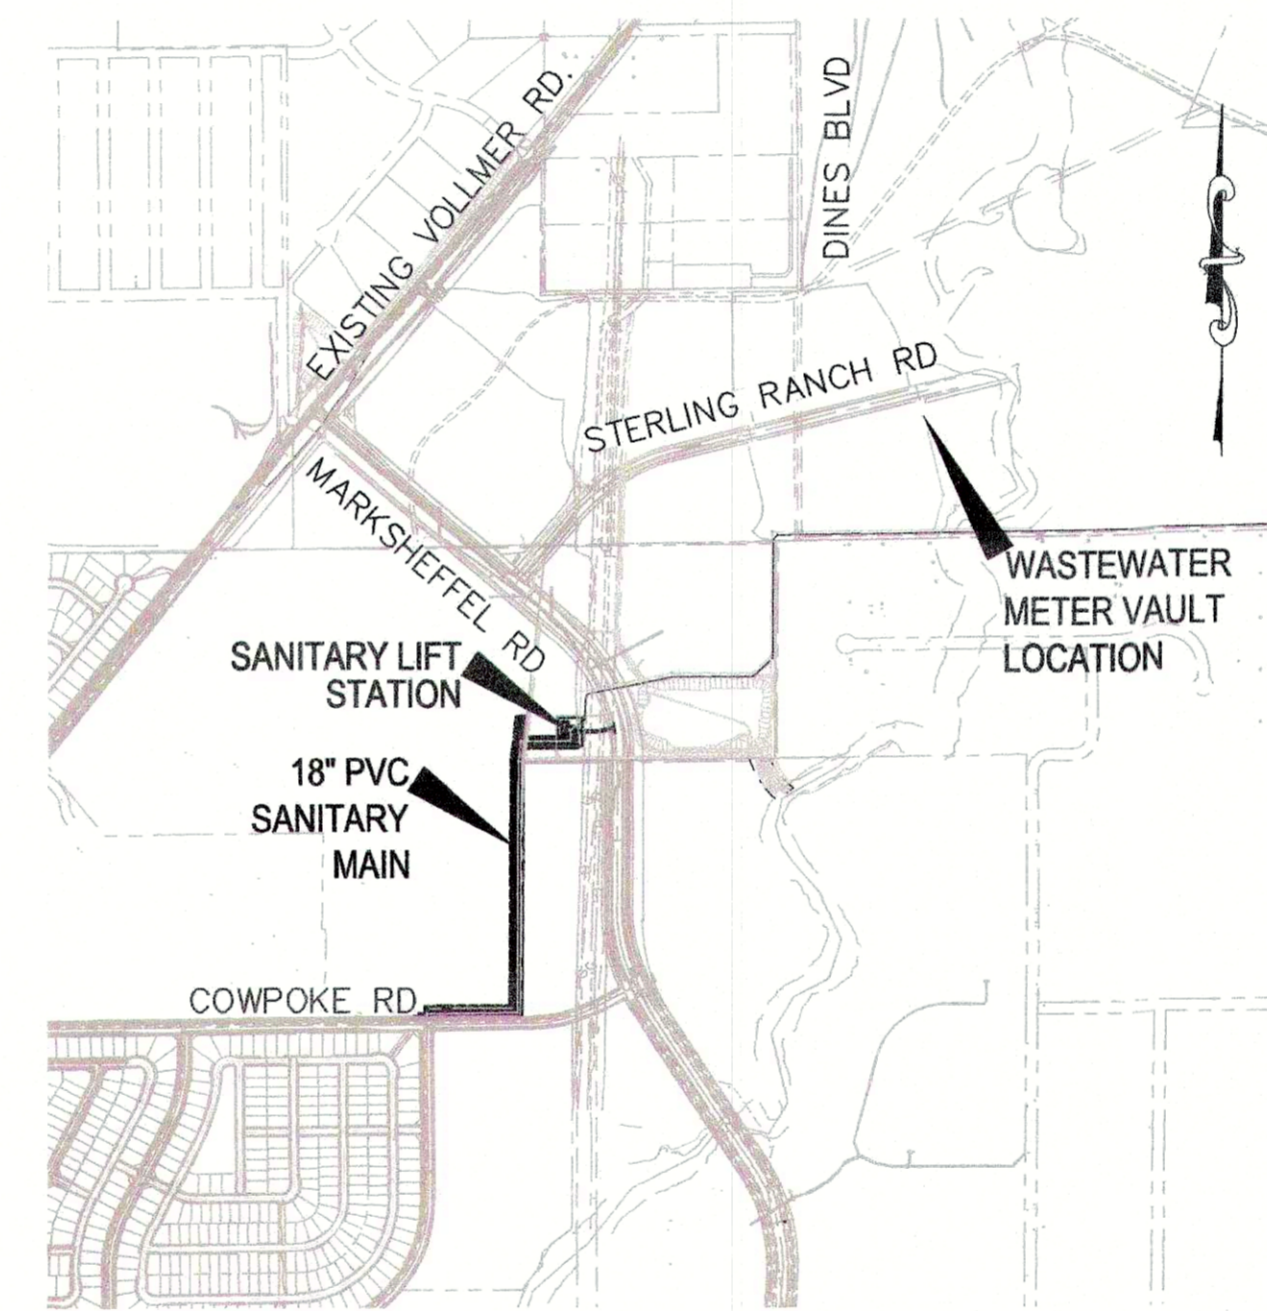 DINES BLVD
EXISTING VOLLMER RD.
STERLING RANCH RD
MARKSHEFFEL RD
WASTEWATER
METER VAULT
LOCATION
SANITARY LIFT
STATION
18" PVC
SANITARY
MAIN
COWPOKE RD